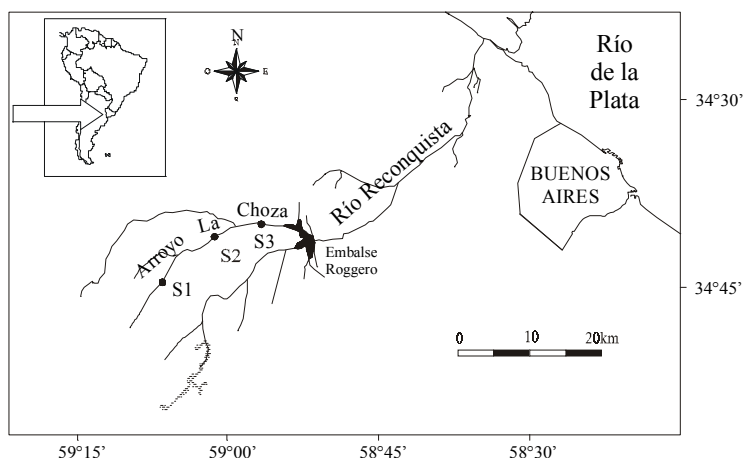 N
N
O
E
S
Río
de la
Plata
34°30'
BUENOS
AIRES
Río Reconquista
Arroyo La Choza
S3
S2
S1
Embalse
Roggero
34°45'
0 10 20km
59°15' 59°00' 58°45' 58°30'